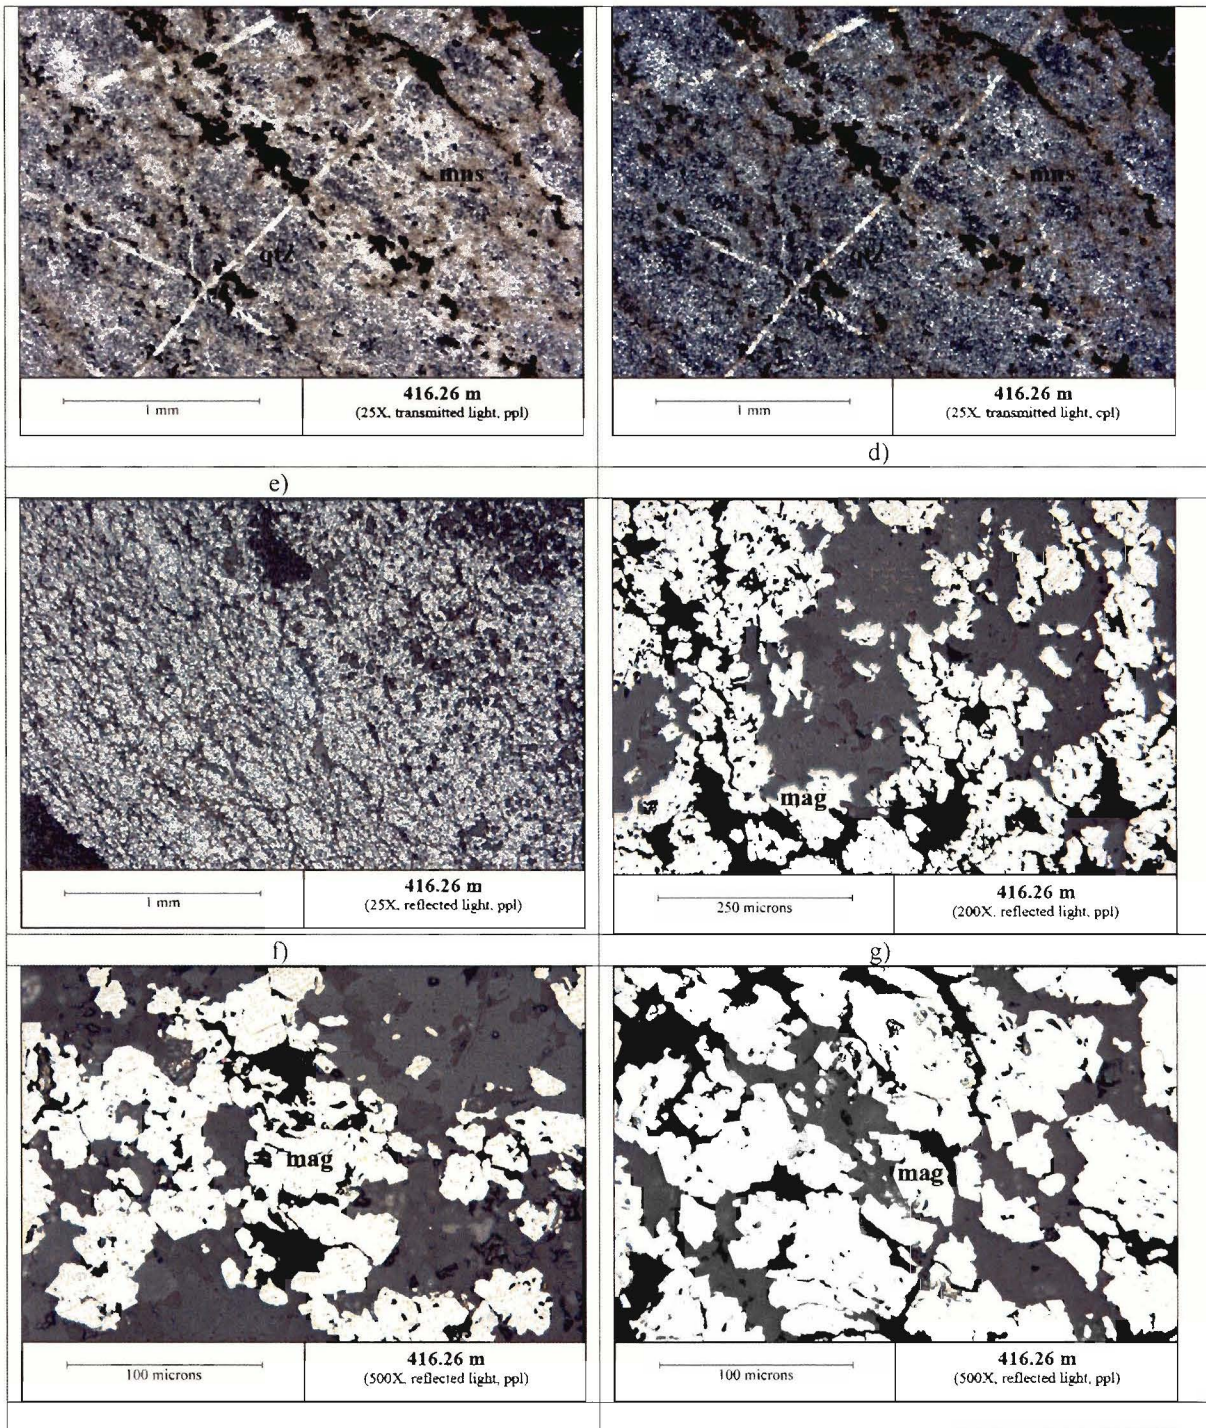 mns
qtz
1 mm
416.26 m
(25X, transmitted light, ppl)
mns
qtz
1 mm
416.26 m
(25X, transmitted light, cpl)
d)
e)
1 mm
416.26 m
(25X, reflected light, ppl)
mag
250 microns
416.26 m
(200X, reflected light, ppl)
f)
g)
mag
100 microns
416.26 m
(500X, reflected light, ppl)
mag
100 microns
416.26 m
(500X, reflected light, ppl)